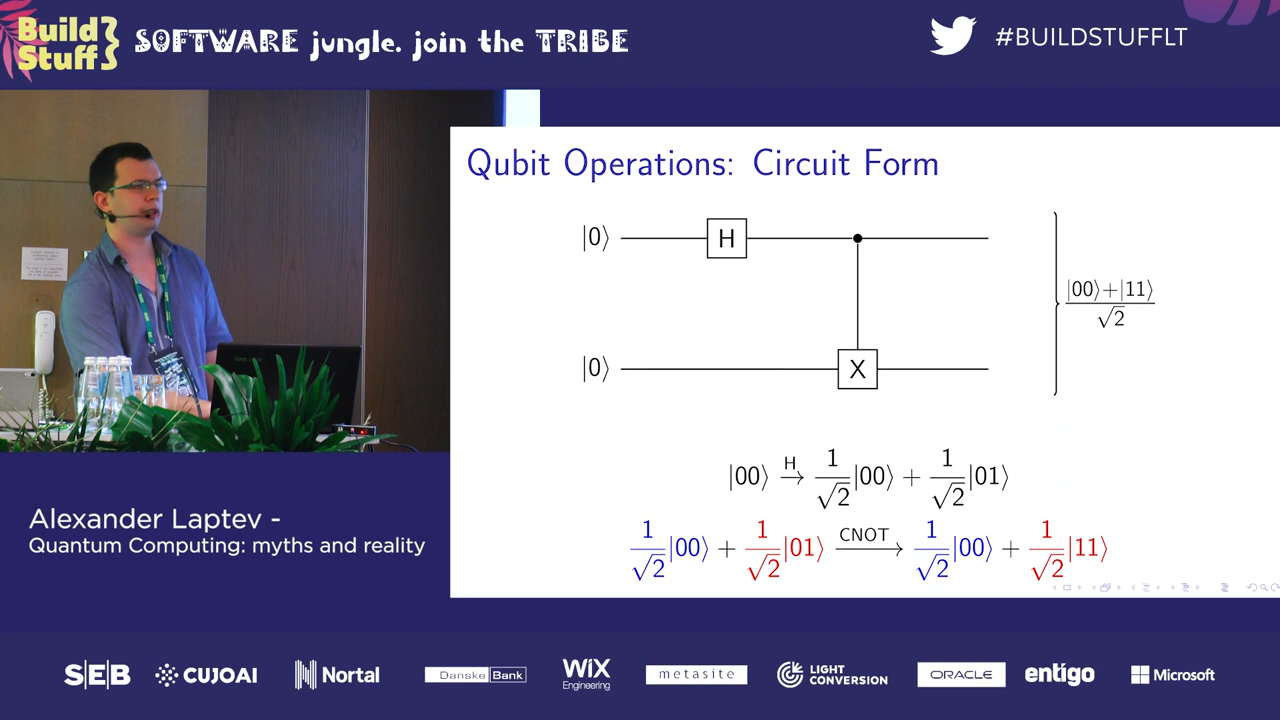 Build
Stuff
SOFTWARE jungle. join the TRIBE
#BUILDSTUFFLT
Qubit Operations: Circuit Form
|0⟩ H
|0⟩ X
|00⟩+|11⟩
√2
|00⟩ H→ 1/√2 |00⟩ + 1/√2 |01⟩
1/√2 |00⟩ + 1/√2 |01⟩ CNOT→ 1/√2 |00⟩ + 1/√2 |11⟩
Alexander Laptev -
Quantum Computing: myths and reality
SEB CUJOAI Nortal Danske Bank WiX Engineering metasite LIGHT CONVERSION ORACLE entigo Microsoft